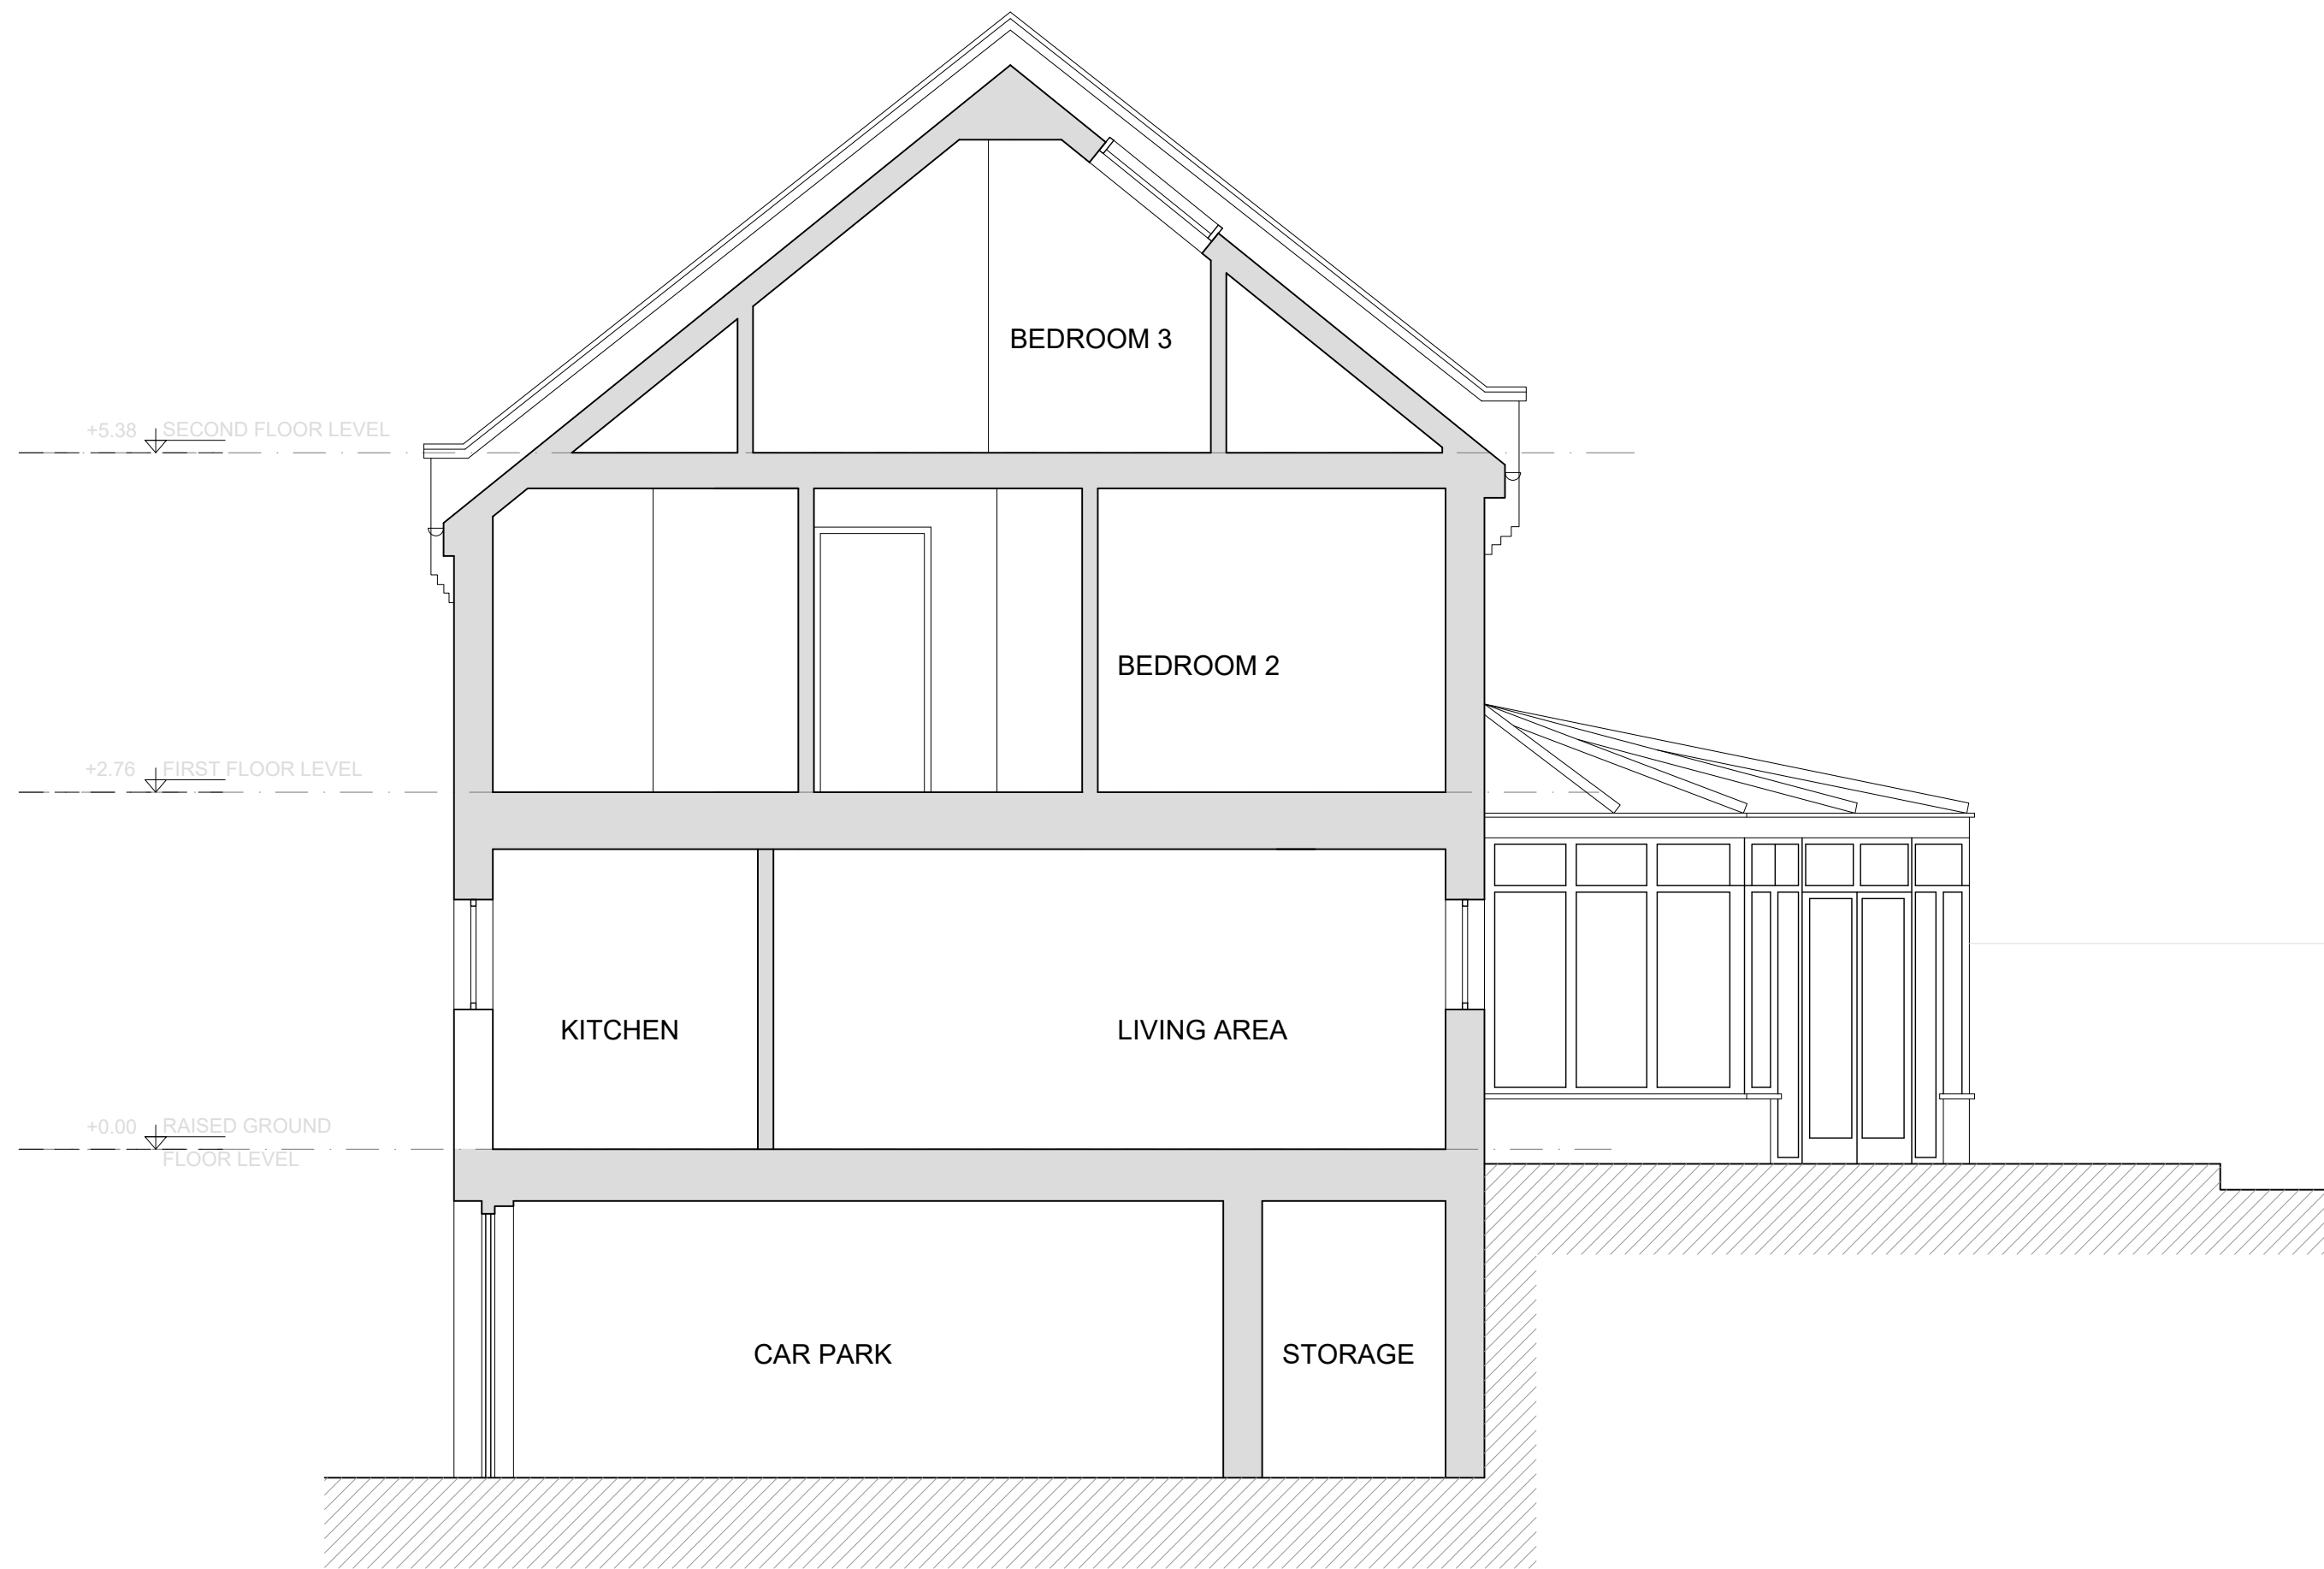 BEDROOM 3
+5.38 SECOND FLOOR LEVEL
BEDROOM 2
+2.76 FIRST FLOOR LEVEL
KITCHEN
LIVING AREA
+0.00 RAISED GROUND
FLOOR LEVEL
CAR PARK
STORAGE